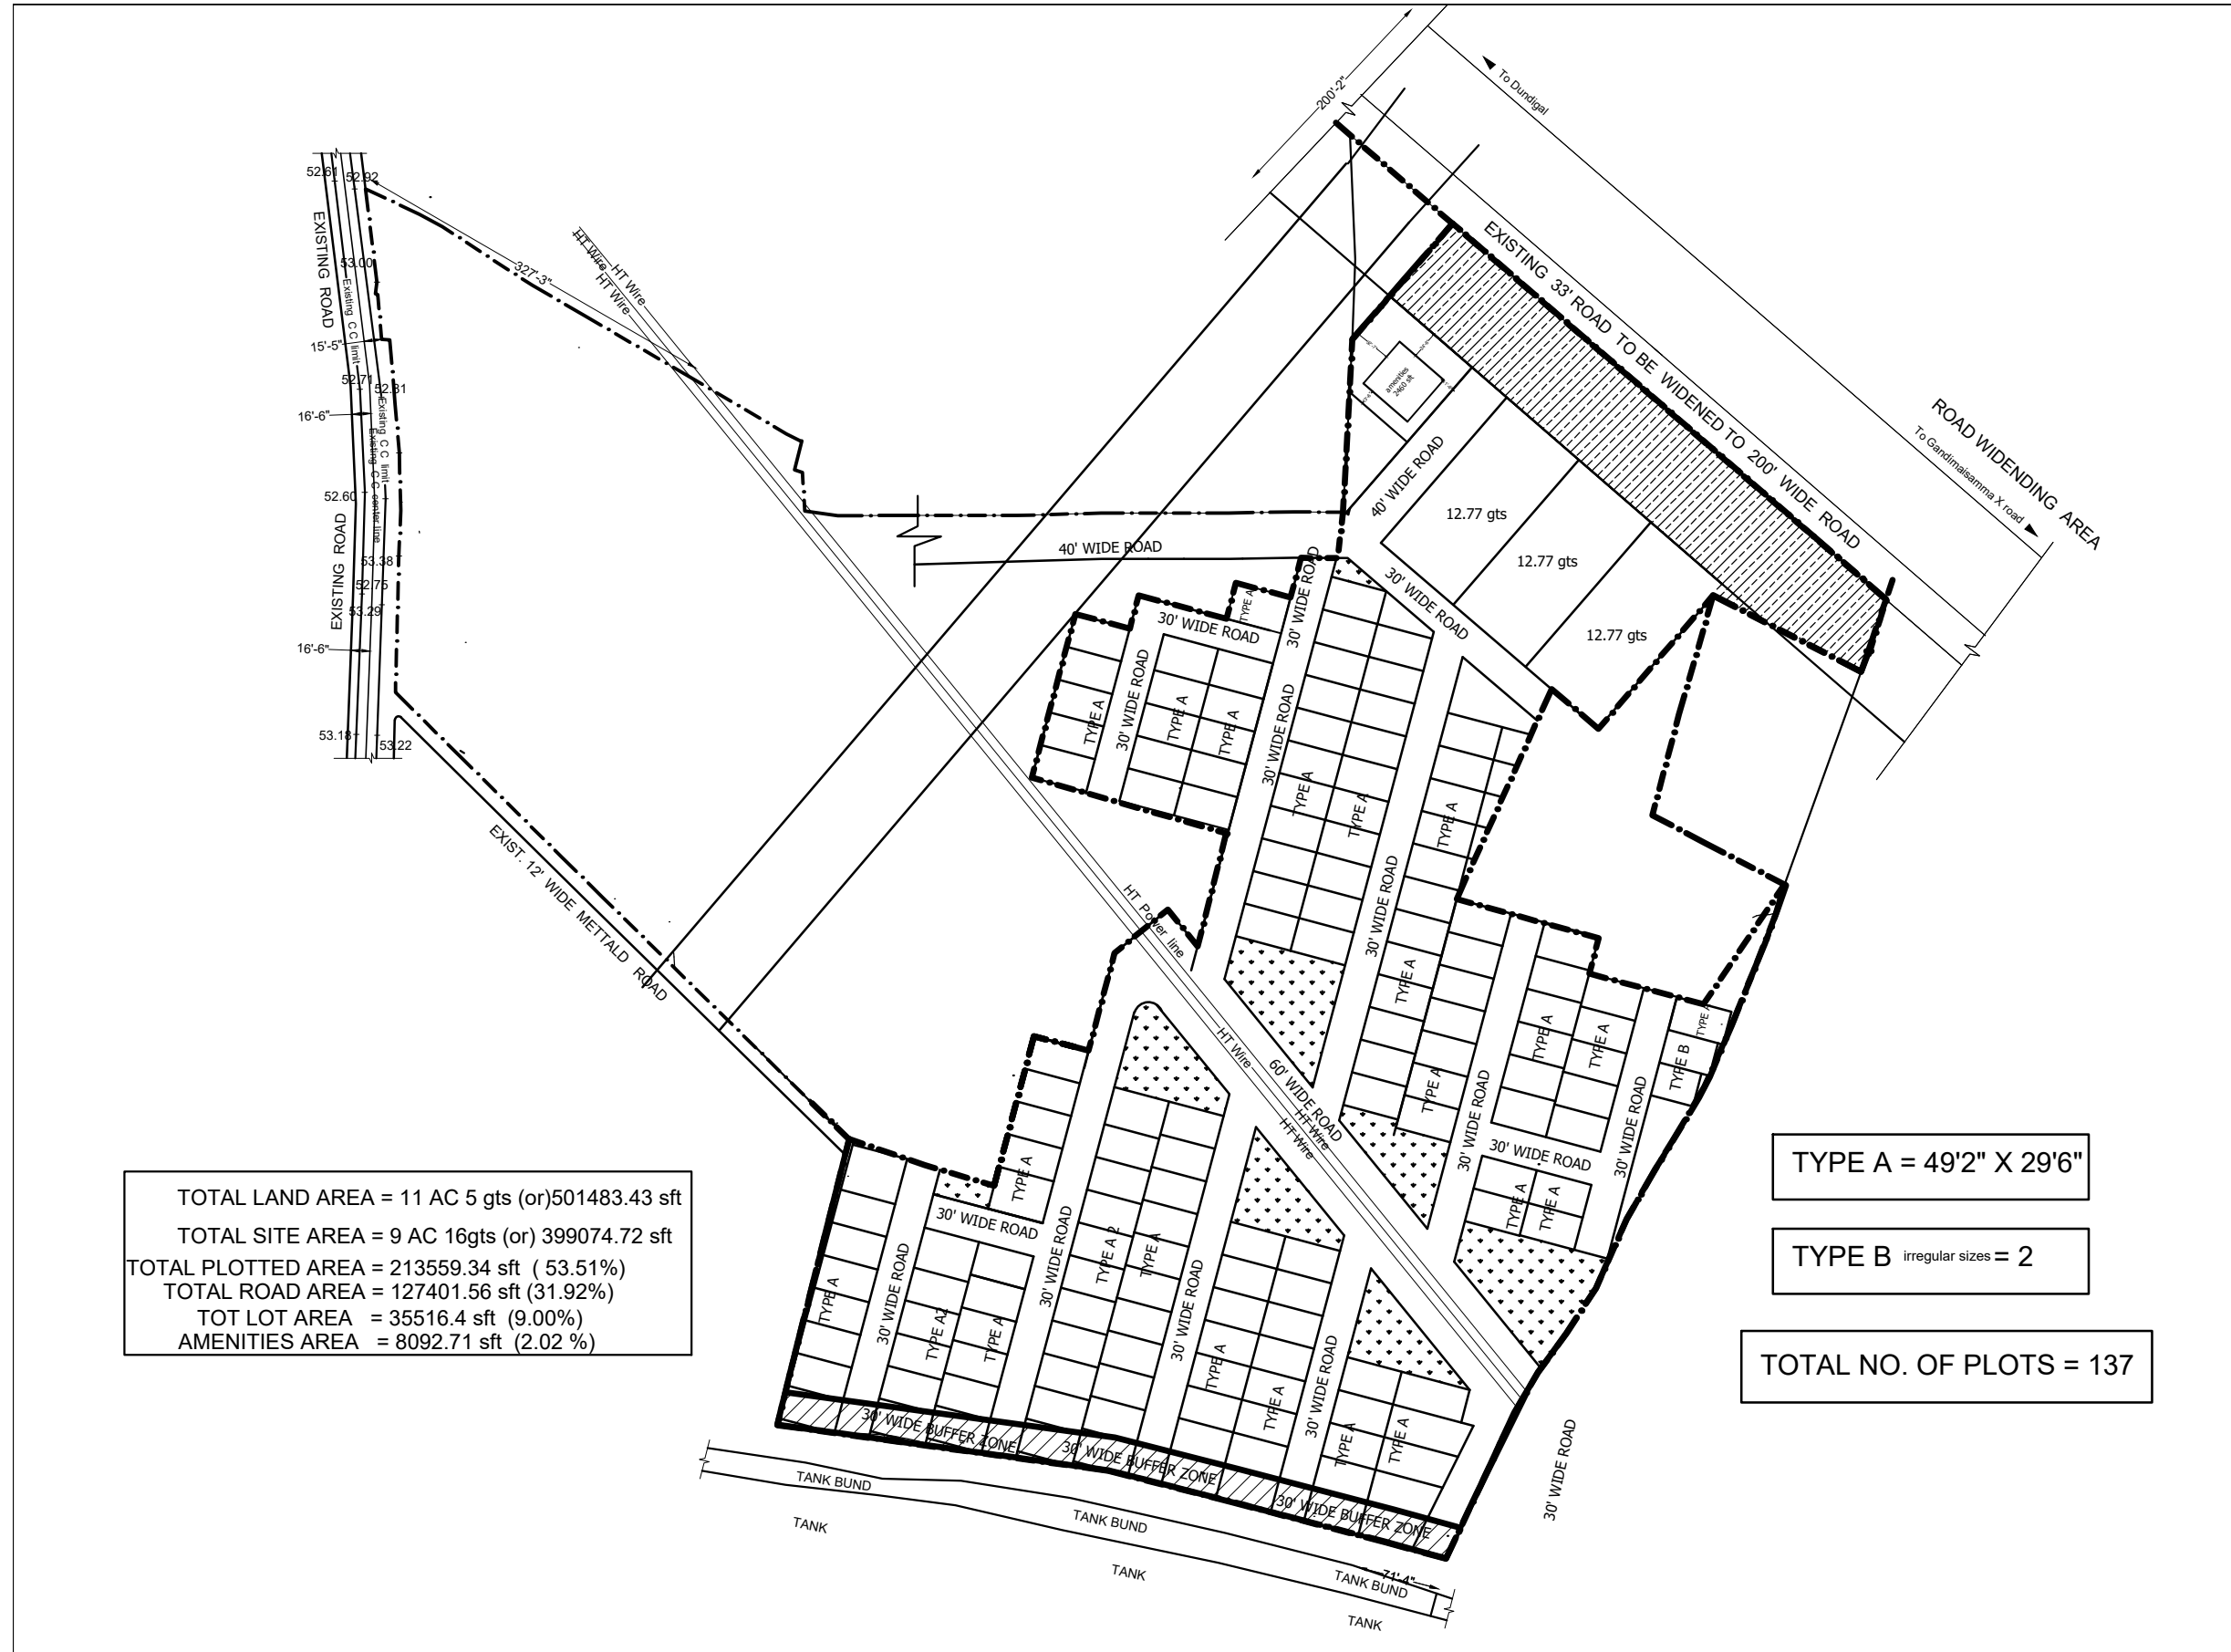 200'-2"
To Dundigal
EXISTING 33' ROAD TO BE WIDENED TO 200' WIDE ROAD
ROAD WIDENDING AREA
To Gandimaisamma X road
52.61
52.92
EXISTING ROAD
53.00
Existing C C limit
15'-5"
52.71
52.81
16'-6"
Existing C C limit
Existing C C center line
52.60
EXISTING ROAD
53.38
52.75
53.29
16'-6"
53.18
53.22
327'-3"
HT Wire
HT Wire
HT Wire
HT Wire
EXIST. 12' WIDE METTALD ROAD
amenities
2460 sft
40' WIDE ROAD
12.77 gts
12.77 gts
12.77 gts
40' WIDE ROAD
30' WIDE ROAD
30' WIDE ROAD
TYPE A
30' WIDE ROAD
30' WIDE ROAD
TYPE A
TYPE A
TYPE A
30' WIDE ROAD
TYPE A
TYPE A
TYPE A
30' WIDE ROAD
HT Power line
TYPE A
TYPE A
30' WIDE ROAD
TYPE A
TYPE A
TYPE
TYPE B
30' WIDE ROAD
30' WIDE ROAD
TYPE A
TYPE A
HT Wire
60' WIDE ROAD
HT Wire
HT Wire
TYPE A
30' WIDE ROAD
30' WIDE ROAD
TYPE A 2
TYPE A
30' WIDE ROAD
TYPE A
30' WIDE ROAD
TYPE A2
TYPE A
TYPE A
TYPE A
30' WIDE ROAD
TYPE A
TYPE A
30' WIDE ROAD
30' WIDE BUFFER ZONE
30' WIDE BUFFER ZONE
30' WIDE BUFFER ZONE
TANK BUND
TANK BUND
TANK BUND
71'-4"
TANK
TANK
TANK
TOTAL LAND AREA = 11 AC 5 gts (or)501483.43 sft
TOTAL SITE AREA = 9 AC 16gts (or) 399074.72 sft
TOTAL PLOTTED AREA = 213559.34 sft ( 53.51%)
TOTAL ROAD AREA = 127401.56 sft (31.92%)
TOT LOT AREA = 35516.4 sft (9.00%)
AMENITIES AREA = 8092.71 sft (2.02 %)
TYPE A = 49'2" X 29'6"
TYPE B irregular sizes = 2
TOTAL NO. OF PLOTS = 137